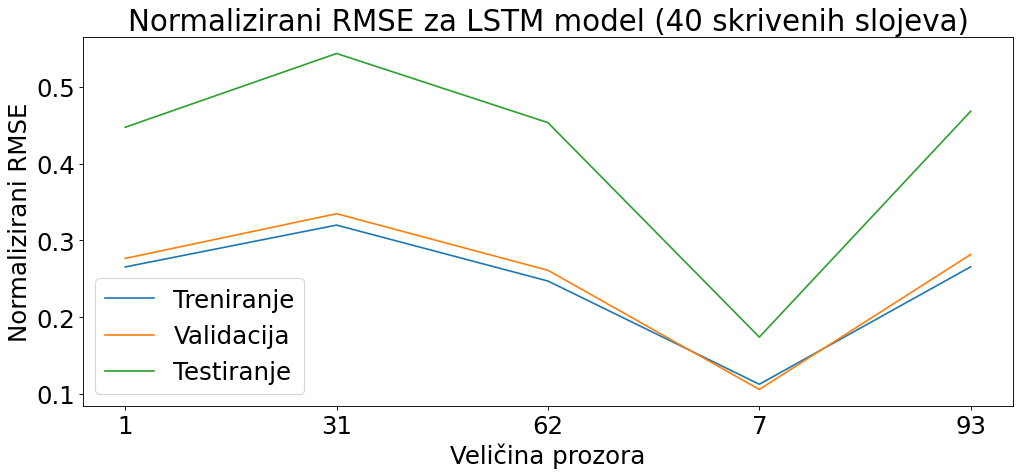 Normalizirani RMSE za LSTM model (40 skrivenih slojeva)
Normalizirani RMSE
0.5
0.4
0.3
0.2
0.1
Treniranje
Validacija
Testiranje
1 31 62 7 93
Veličina prozora